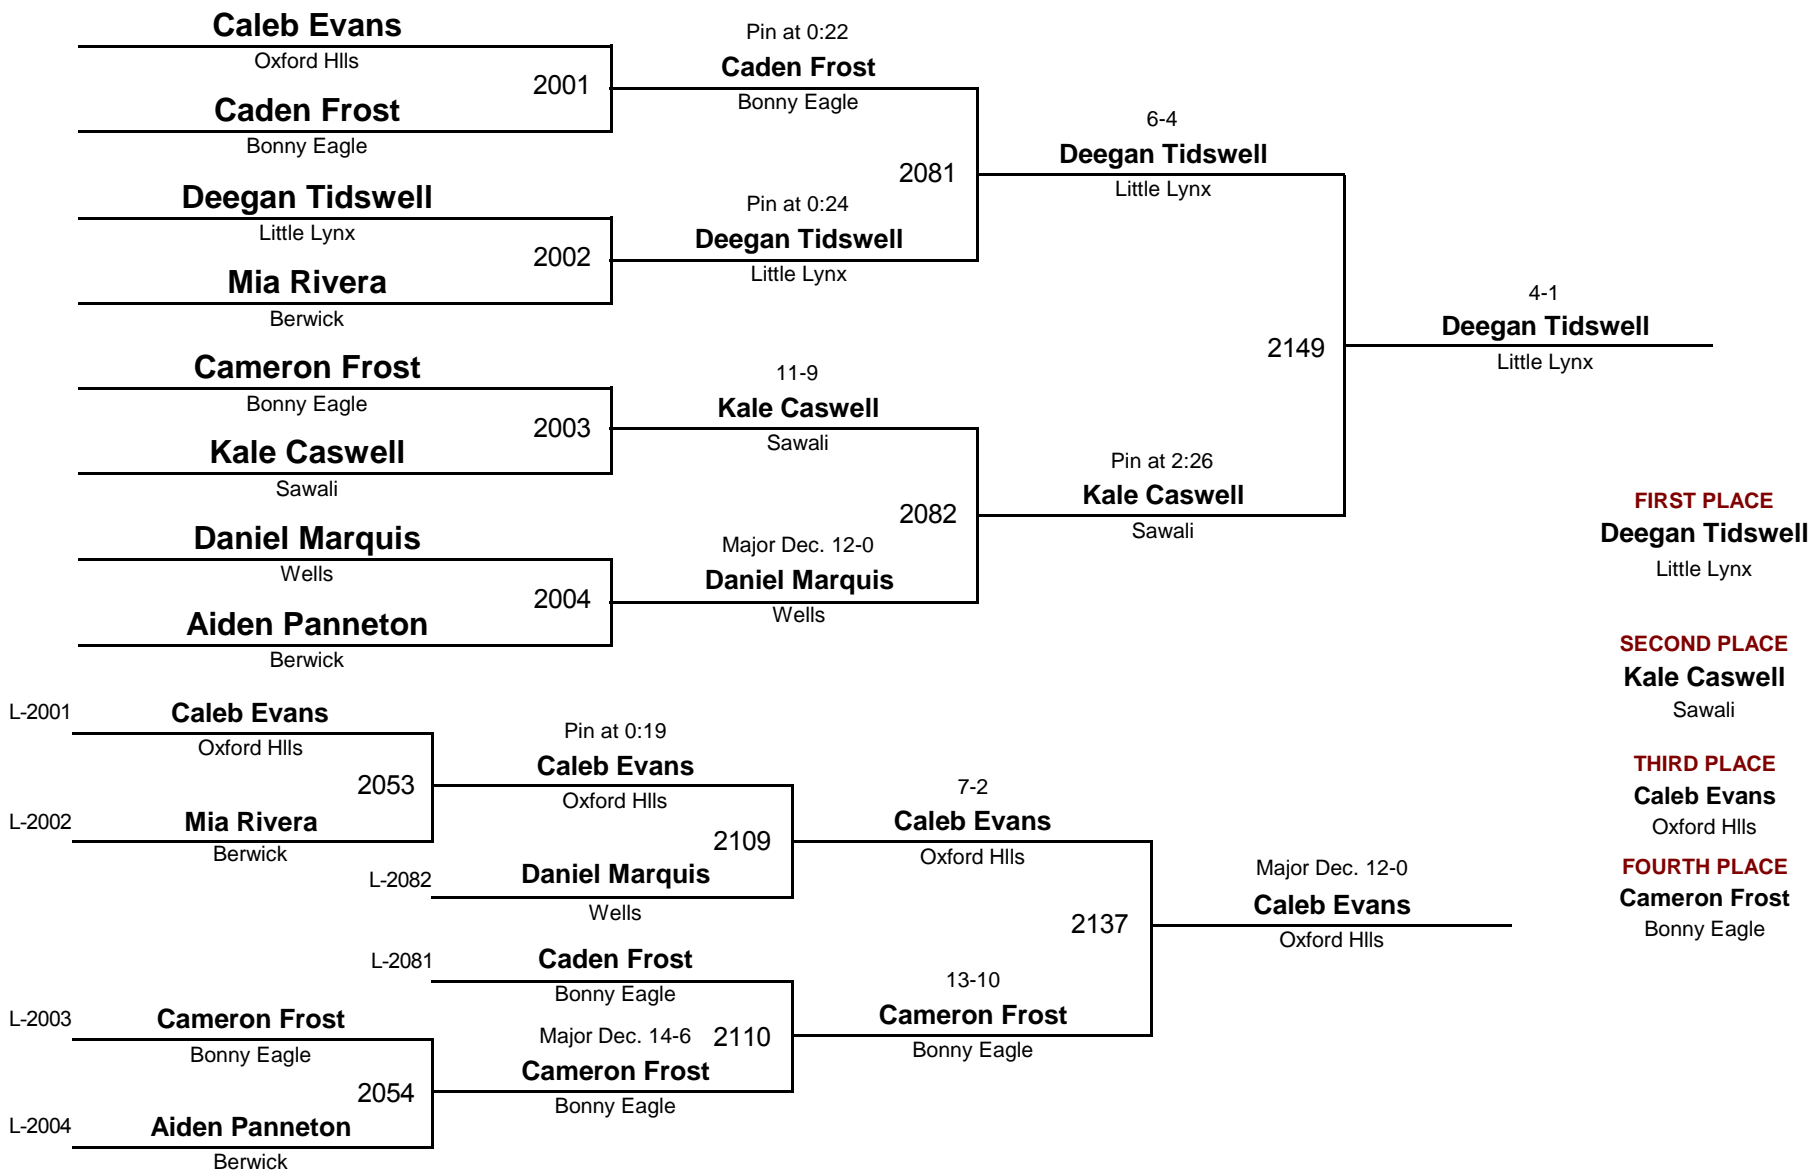 Caleb Evans
Oxford Hlls
2001
Caden Frost
Bonny Eagle
Pin at 0:22
Caden Frost
Bonny Eagle
Deegan Tidswell
Little Lynx
2002
Mia Rivera
Berwick
Pin at 0:24
Deegan Tidswell
Little Lynx
2081
6-4
Deegan Tidswell
Little Lynx
Cameron Frost
Bonny Eagle
2003
Kale Caswell
Sawali
11-9
Kale Caswell
Sawali
Daniel Marquis
Wells
2004
Aiden Panneton
Berwick
Major Dec. 12-0
Daniel Marquis
Wells
2082
Pin at 2:26
Kale Caswell
Sawali
2149
4-1
Deegan Tidswell
Little Lynx
FIRST PLACE
Deegan Tidswell
Little Lynx
SECOND PLACE
Kale Caswell
Sawali
THIRD PLACE
Caleb Evans
Oxford Hlls
FOURTH PLACE
Cameron Frost
Bonny Eagle
L-2001
Caleb Evans
Oxford Hlls
2053
L-2002
Mia Rivera
Berwick
Pin at 0:19
Caleb Evans
Oxford Hlls
2109
L-2082
Daniel Marquis
Wells
7-2
Caleb Evans
Oxford Hlls
L-2081
Caden Frost
Bonny Eagle
L-2003
Cameron Frost
Bonny Eagle
2054
L-2004
Aiden Panneton
Berwick
Major Dec. 14-6
2110
Cameron Frost
Bonny Eagle
13-10
Cameron Frost
Bonny Eagle
2137
Major Dec. 12-0
Caleb Evans
Oxford Hlls